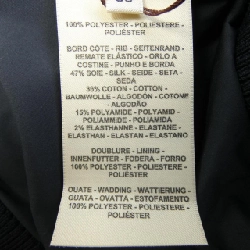 100% POLYESTER - POLYESTERE
POLIÉSTER
BORD CÔTE - RIB - SEITENRAND -
REMATE ELÁSTICO - ORLO A
COSTINE - PUNHO E BORDA
47% SOIE - SILK - SEIDE - SETA -
SEDA
COTON - COTTON -
BAUMWOLLE - ALGODÓN - COTONE
ALGODÃO
15% POLYAMIDE - POLYAMID -
POLIAMMIDE - POLIAMIDA
2% ELASTHANNE - ELASTANE -
ELASTHAN - ELASTAN - ELASTANO
DOUBLURE - LINING -
INNENFUTTER - FODERA - FORRO
100% POLYESTER - POLYESTERE -
POLIÉSTER
OUATE - WADDING - WATTIERUNG -
GUATA - OVATTA - ESTOFAMENTO
100% POLYESTER - POLYESTERE -
POLIÉSTER